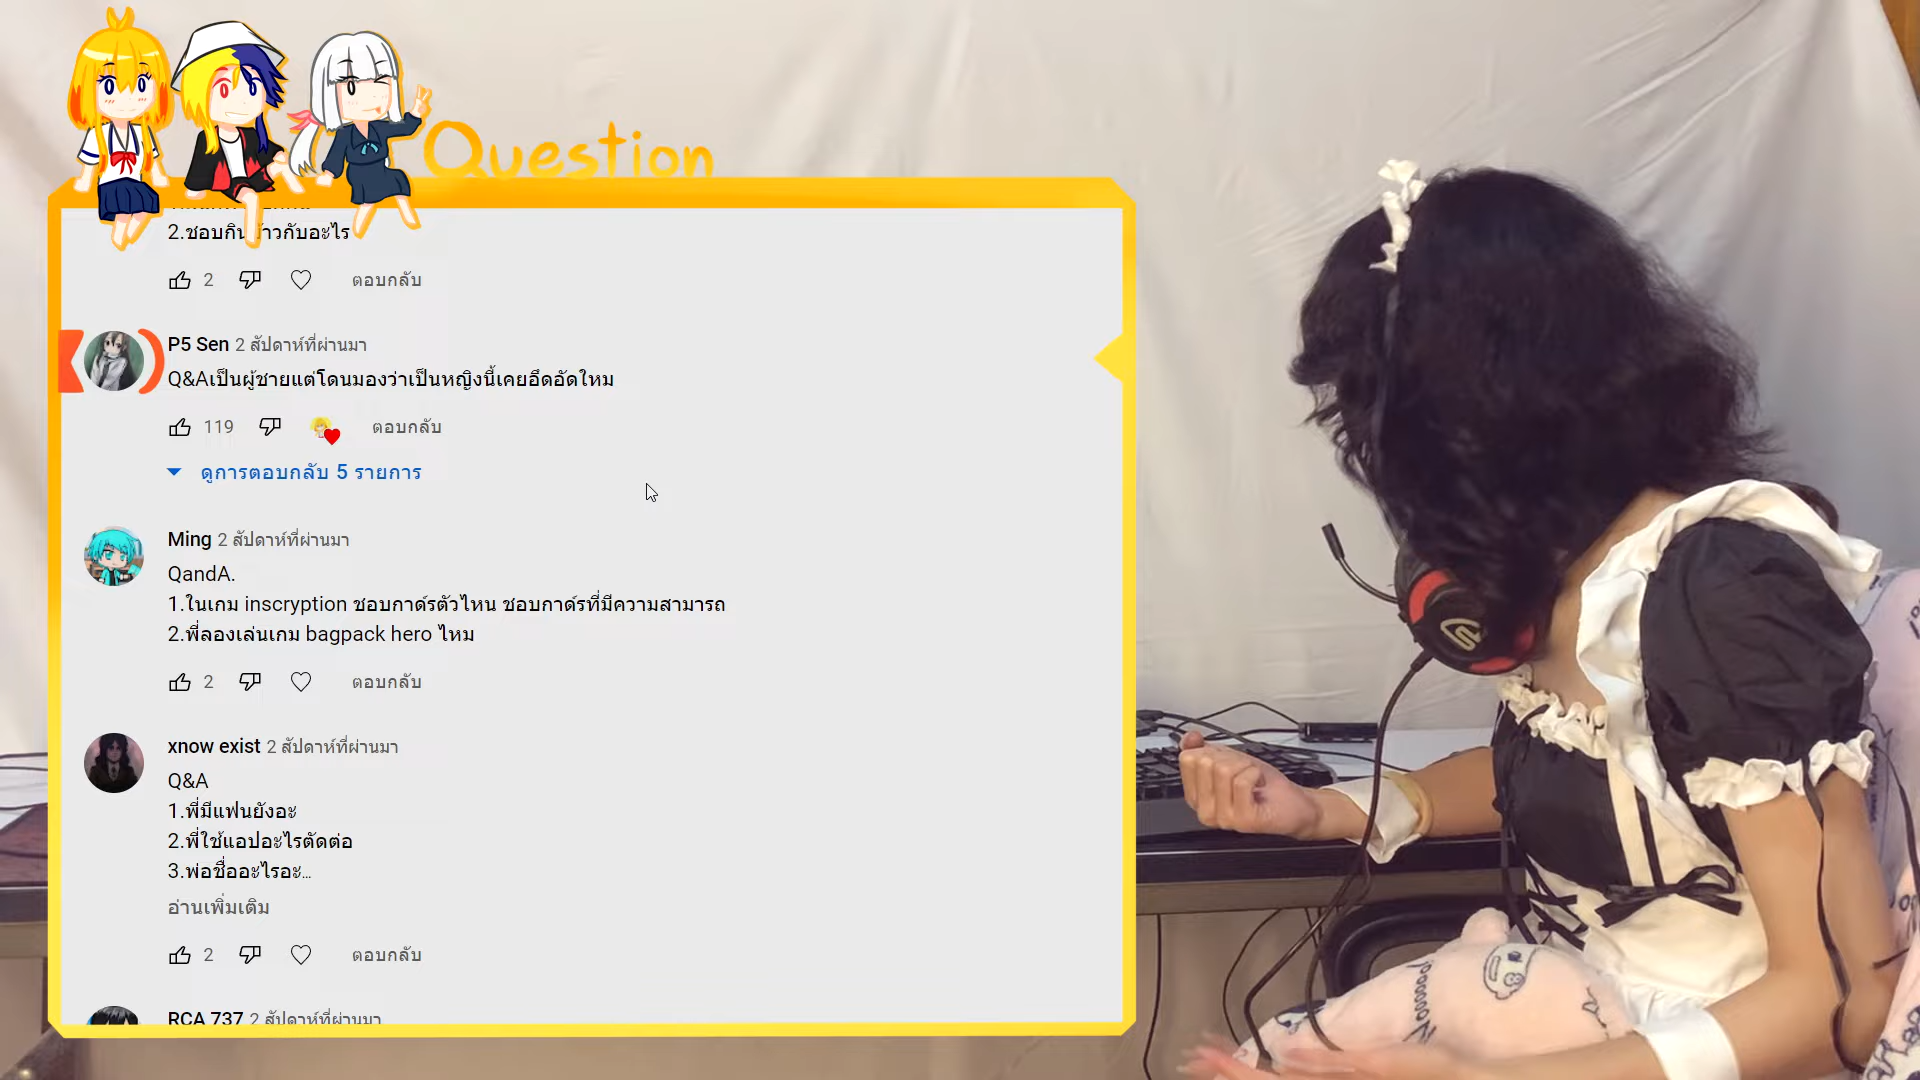 Question
2.ชอบกินข้าวกับอะไร
2 ตอบกลับ
P5 Sen 2 สัปดาห์ที่ผ่านมา
Q&Aเป็นผู้ชายแต่โดนมองว่าเป็นหญิงนี้เคยอึดอัดใหม
119 ตอบกลับ
ดูการตอบกลับ 5 รายการ
Ming 2 สัปดาห์ที่ผ่านมา
QandA.
1.ในเกม inscryption ชอบกาด์รตัวไหน ชอบกาด์รที่มีความสามารถ
2.พี่ลองเล่นเกม bagpack hero ไหม
2 ตอบกลับ
xnow exist 2 สัปดาห์ที่ผ่านมา
Q&A
1.พี่มีแฟนยังอะ
2.พี่ใช้แอปอะไรตัดต่อ
3.พ่อชื่ออะไรอะ...
อ่านเพิ่มเติม
2 ตอบกลับ
RCA 737 2 สัปดาห์ที่ผ่านมา